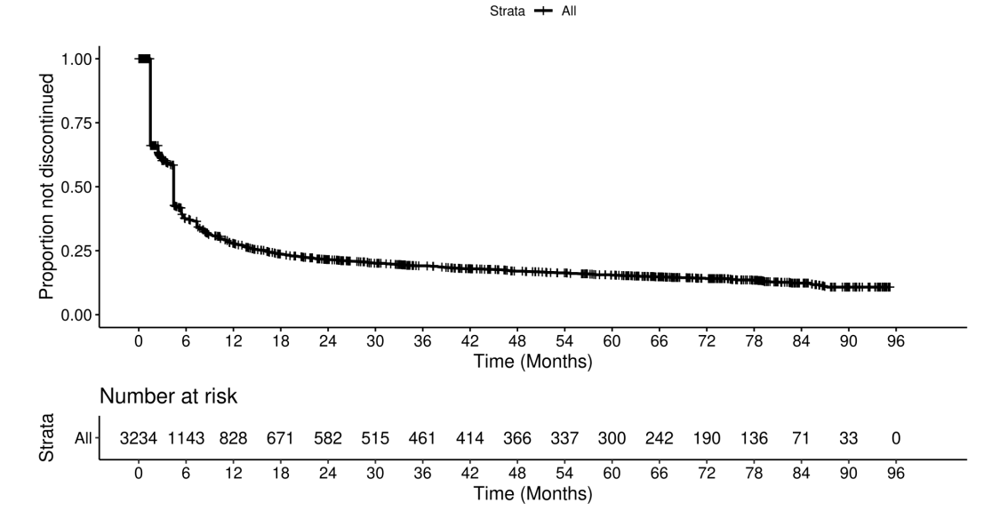 Strata All
1.00
0.75
0.50
0.25
0.00
Proportion not discontinued
0 6 12 18 24 30 36 42 48 54 60 66 72 78 84 90 96
Time (Months)
Number at risk
Strata
All 3234 1143 828 671 582 515 461 414 366 337 300 242 190 136 71 33 0
0 6 12 18 24 30 36 42 48 54 60 66 72 78 84 90 96
Time (Months)